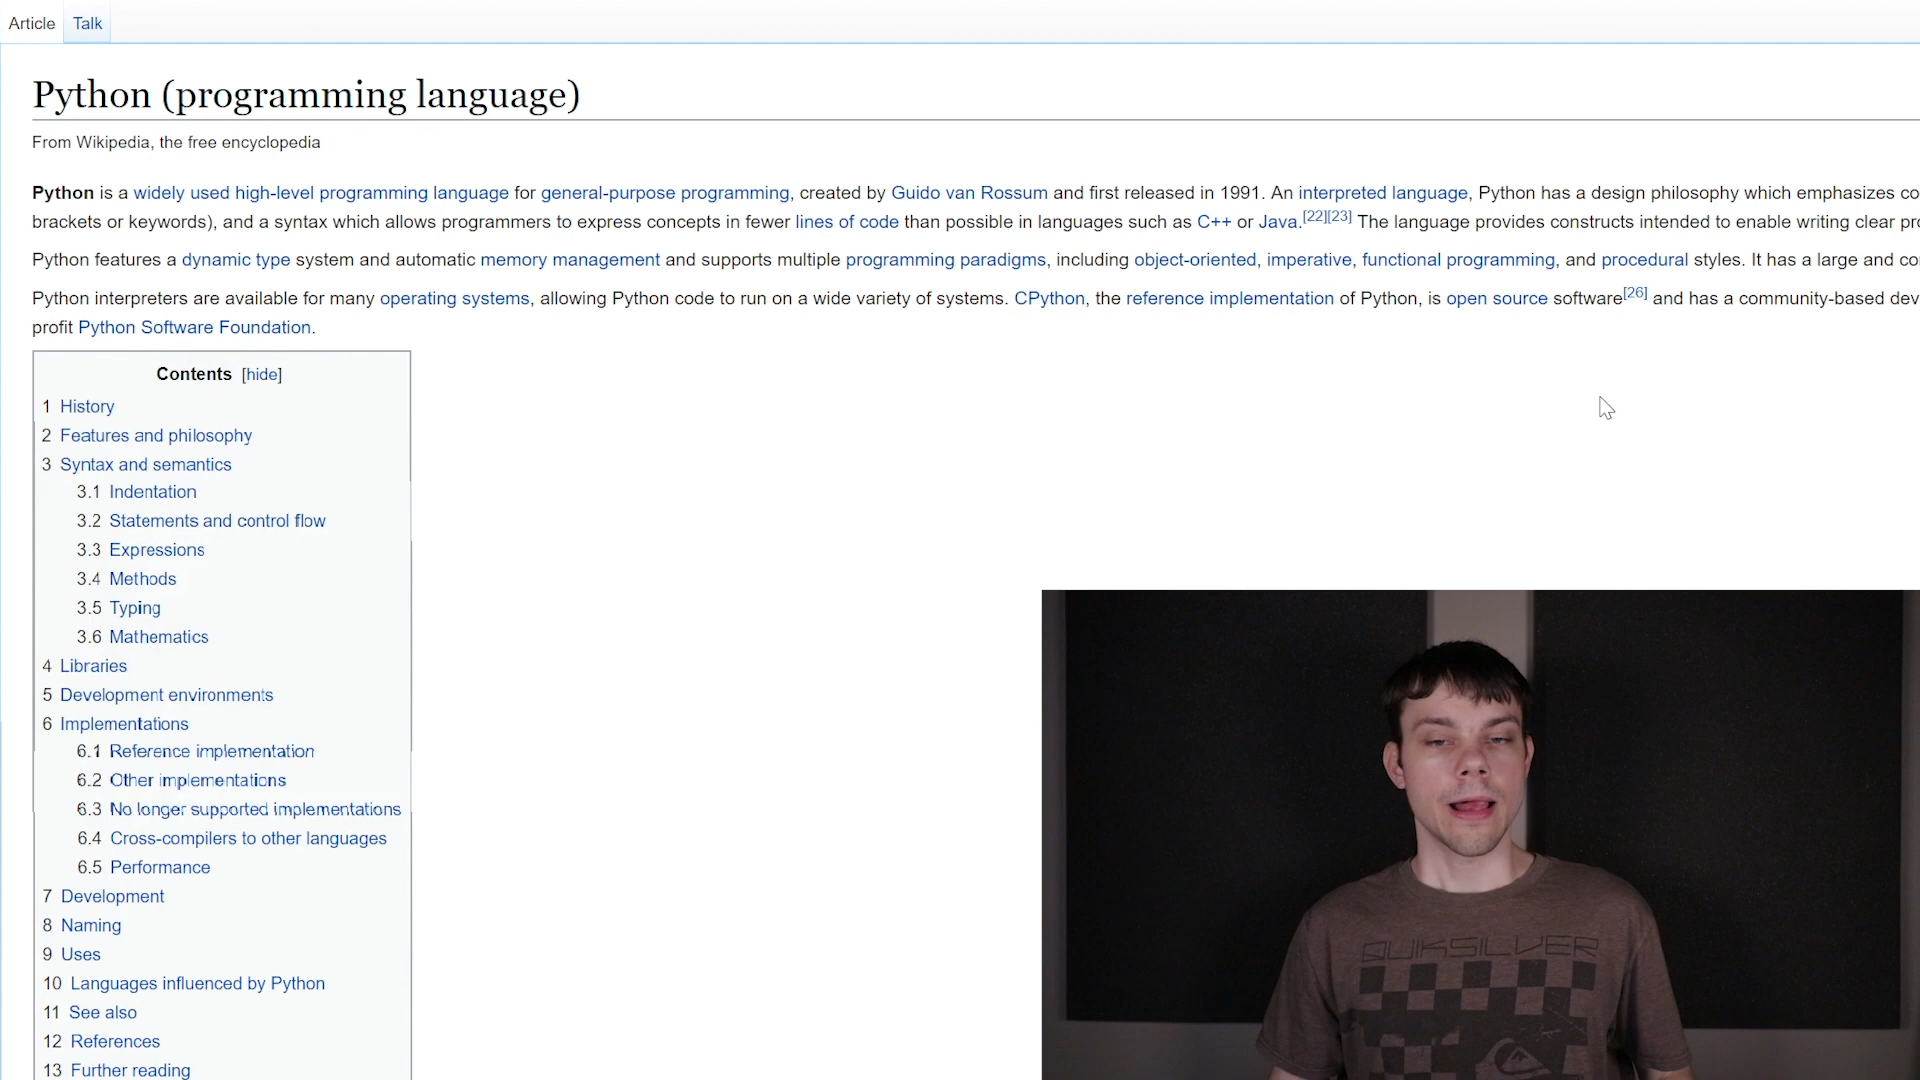 Article Talk
Python (programming language)
From Wikipedia, the free encyclopedia
Python is a widely used high-level programming language for general-purpose programming, created by Guido van Rossum and first released in 1991. An interpreted language, Python has a design philosophy which emphasizes co
brackets or keywords), and a syntax which allows programmers to express concepts in fewer lines of code than possible in languages such as C++ or Java.[22][23] The language provides constructs intended to enable writing clear pro
Python features a dynamic type system and automatic memory management and supports multiple programming paradigms, including object-oriented, imperative, functional programming, and procedural styles. It has a large and co
Python interpreters are available for many operating systems, allowing Python code to run on a wide variety of systems. CPython, the reference implementation of Python, is open source software[26] and has a community-based dev
profit Python Software Foundation.
Contents [hide]
1 History
2 Features and philosophy
3 Syntax and semantics
3.1 Indentation
3.2 Statements and control flow
3.3 Expressions
3.4 Methods
3.5 Typing
3.6 Mathematics
4 Libraries
5 Development environments
6 Implementations
6.1 Reference implementation
6.2 Other implementations
6.3 No longer supported implementations
6.4 Cross-compilers to other languages
6.5 Performance
7 Development
8 Naming
9 Uses
10 Languages influenced by Python
11 See also
12 References
13 Further reading
QUIKSILVER